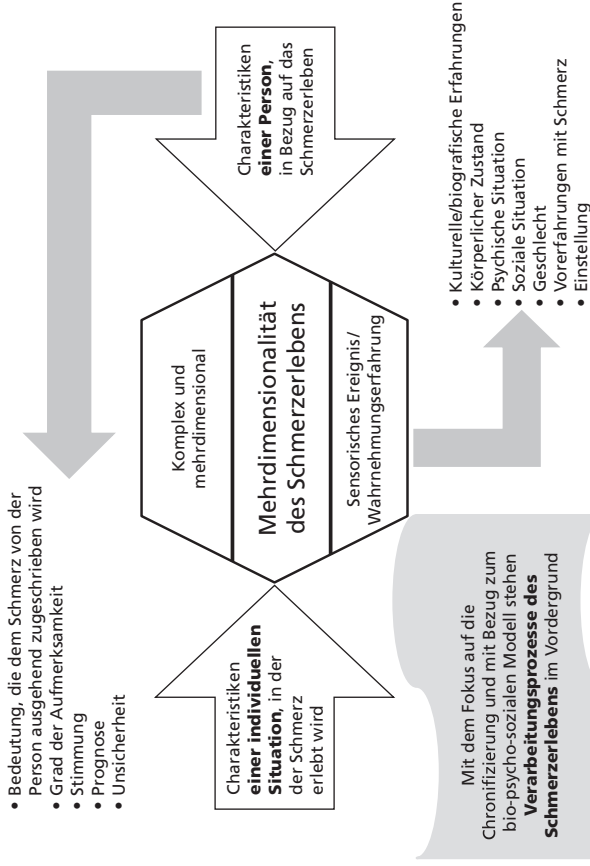 • Bedeutung, die dem Schmerz von der
Person ausgehend zugeschrieben wird
• Grad der Aufmerksamkeit
• Stimmung
• Prognose
• Unsicherheit
Charakteristiken
einer individuellen
Situation, in der
der Schmerz
erlebt wird
Komplex und
mehrdimensional
Mehrdimensionalität
des Schmerzerlebens
Sensorisches Ereignis/
Wahrnehmungserfahrung
Charakteristiken
einer Person,
in Bezug auf das
Schmerzerleben
Mit dem Fokus auf die
Chronifizierung und mit Bezug zum
bio-psycho-sozialen Modell stehen
Verarbeitungsprozesse des
Schmerzerlebens im Vordergrund
• Kulturelle/biografische Erfahrungen
• Körperlicher Zustand
• Psychische Situation
• Soziale Situation
• Geschlecht
• Vorerfahrungen mit Schmerz
• Einstellung